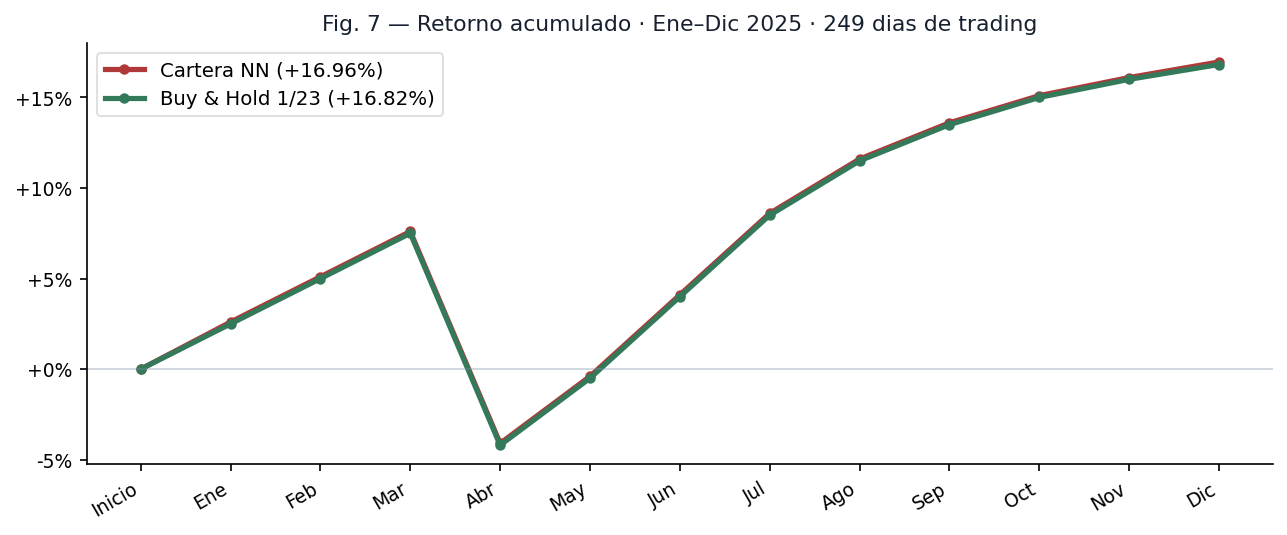 Fig. 7 — Retorno acumulado · Ene–Dic 2025 · 249 dias de trading
Cartera NN (+16.96%)
Buy & Hold 1/23 (+16.82%)
+15%
+10%
+5%
+0%
-5%
Inicio
Ene
Feb
Mar
Abr
May
Jun
Jul
Ago
Sep
Oct
Nov
Dic